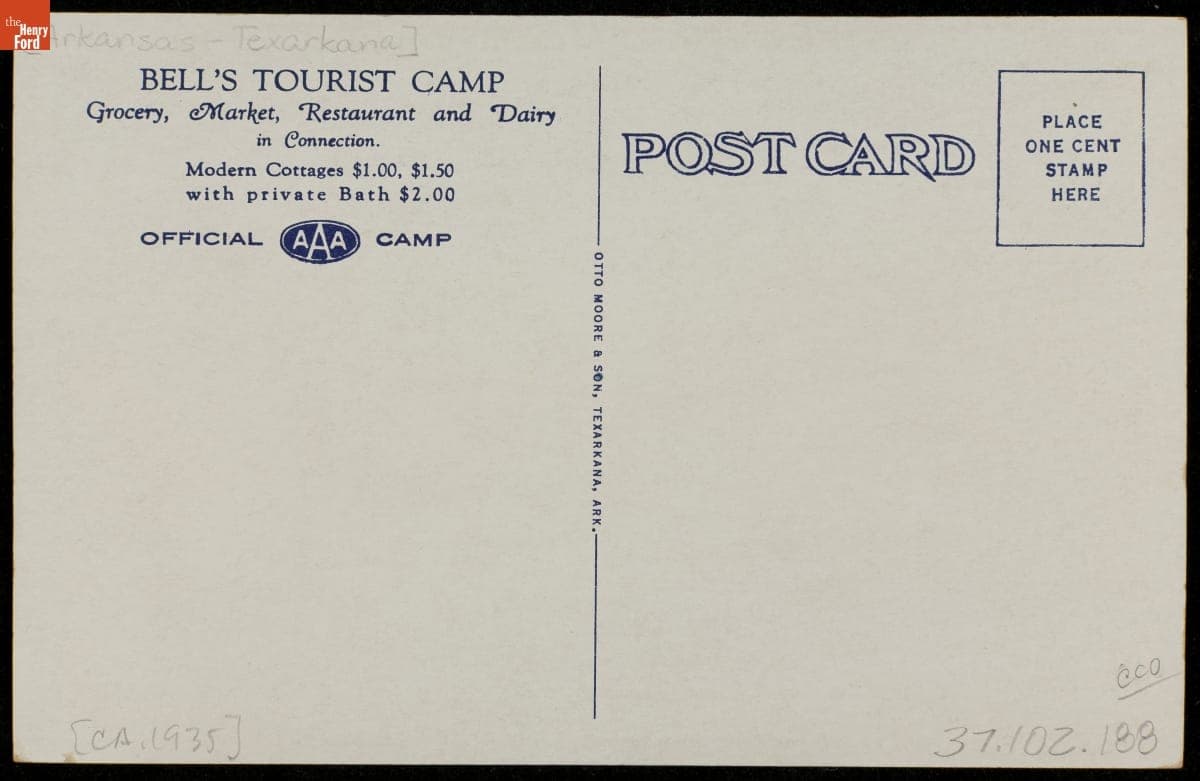 the
Henry
Ford
[Arkansas - Texarkana]
BELL'S TOURIST CAMP
Grocery, Market, Restaurant and Dairy
in Connection.
Modern Cottages $1.00, $1.50
with private Bath $2.00
OFFICIAL AAA CAMP
OTTO MOORE & SON, TEXARKANA, ARK.
POST CARD
PLACE
ONE CENT
STAMP
HERE
[CA. 1935]
CCO
37.102.188